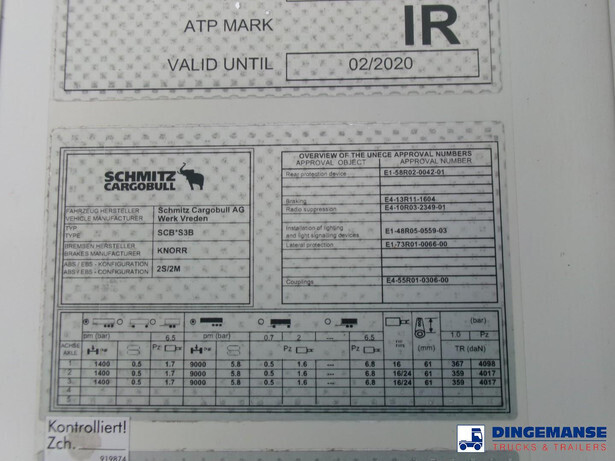 ATP MARK IR
VALID UNTIL 02/2020
SCHMITZ
CARGOBULL
FAHRZEUG HERSTELLER
VEHICLE MANUFACTURER
Schmitz Cargobull AG
Werk Vreden
TYP
TYPE
SCB*S3B
BREMSEN HERSTELLER
BRAKES MANUFACTURER
KNORR
ABS / EBS - KONFIGURATION
ABS / EBS - CONFIGURATION
2S/2M
OVERVIEW OF THE UNECE APPROVAL NUMBERS
APPROVAL OBJECT APPROVAL NUMBER
Rear protection device E1-58R02-0042-01
Braking E4-13R11-1604
Radio suppression E4-10R03-2349-01
Installation of lighting
and light signalling devices E1-48R05-0559-03
Lateral protection E1-73R01-0066-00
Couplings E4-55R01-0306-00
(bar)
pm (bar) 6.5 pm (bar) 0.7 2 --- 6.5 1.0 Pz
ACHSE
AXLE
Pz Pz Pz (mm) TR (daN)
1 1400 0.5 1.7 9000 5.8 0.5 1.6 --- 6.8 16 61 367 4098
2 1400 0.5 1.7 9000 5.8 0.5 1.6 --- 6.8 16/24 61 359 4017
3 1400 0.5 1.7 9000 5.8 0.5 1.6 --- 6.8 16/24 61 359 4017
4
5
Kontrolliert!
Zch.
919874
DINGEMANSE
TRUCKS & TRAILERS